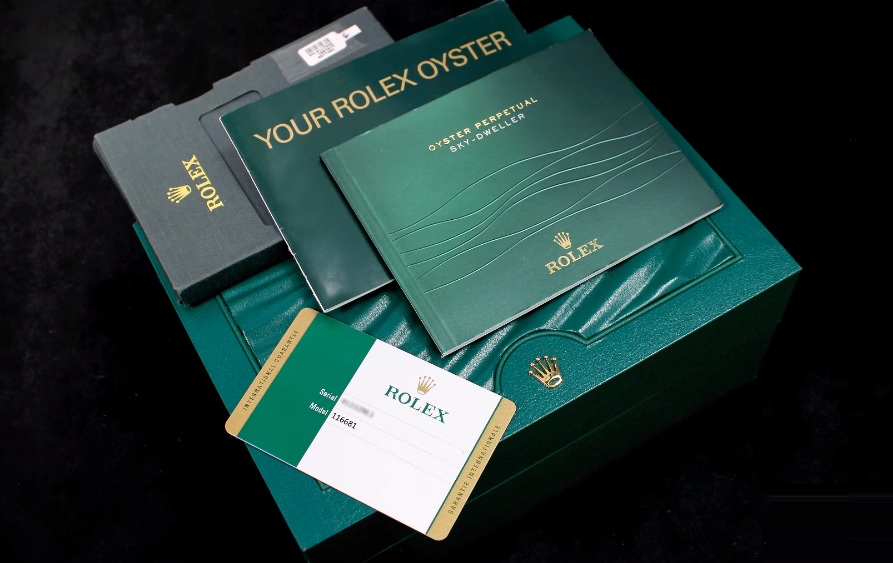 YOUR ROLEX OYSTER
OYSTER PERPETUAL
SKY-DWELLER
ROLEX
ROLEX
INTERNATIONAL GUARANTEE
ROLEX
Serial
Model 116681
GARANTIE INTERNATIONALE